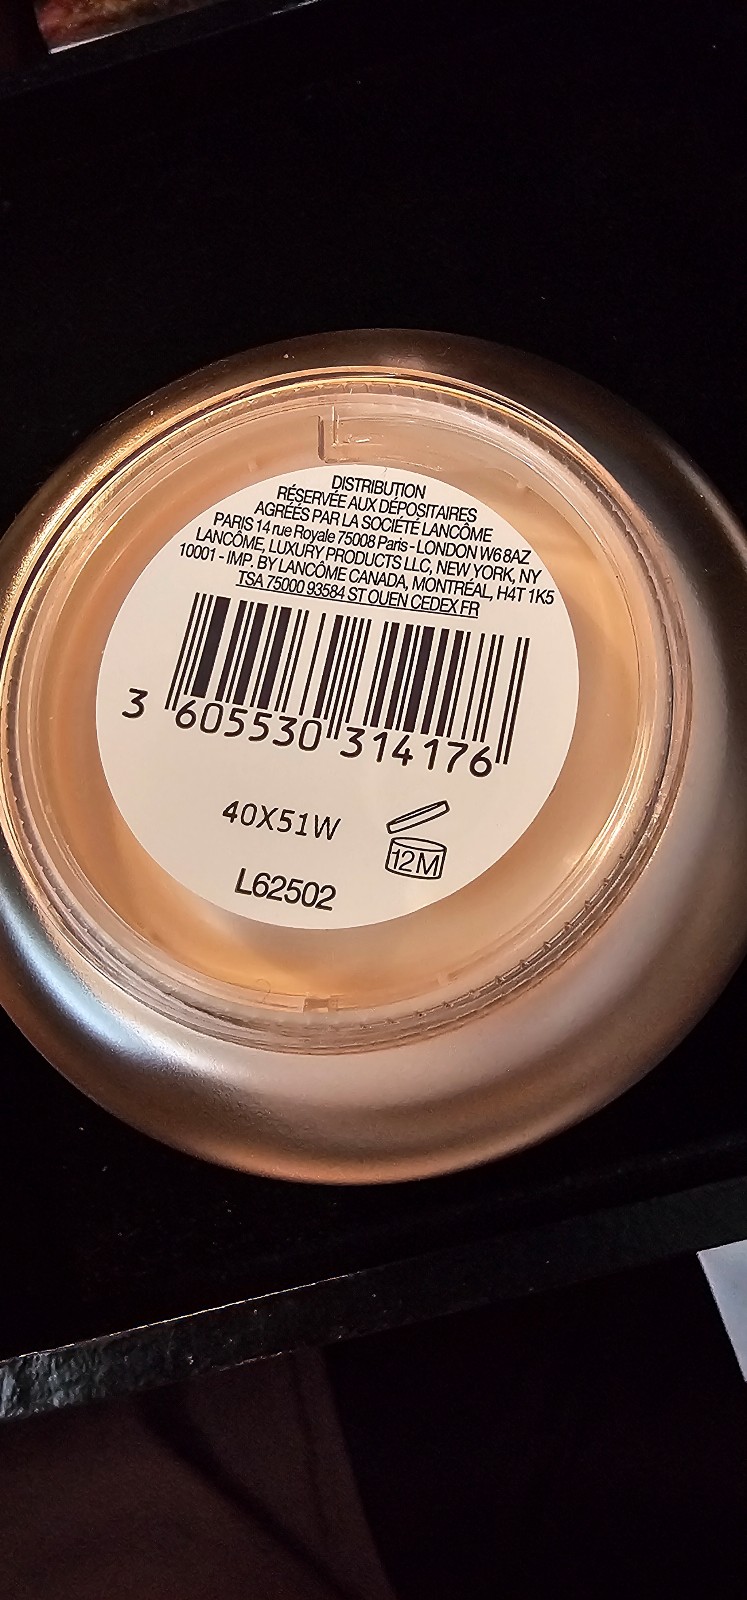 DISTRIBUTION
RÉSERVÉE AUX DÉPOSITAIRES
AGRÉÉS PAR LA SOCIÉTÉ LANCÔME
PARIS 14 rue Royale 75008 Paris - LONDON W6 8AZ
LANCÔME, LUXURY PRODUCTS LLC, NEW YORK, NY
10001 - IMP. BY LANCÔME CANADA, MONTRÉAL, H4T 1K5
TSA 75000 93584 ST OUEN CEDEX FR
3 605530 314176
40X51W
12M
L62502